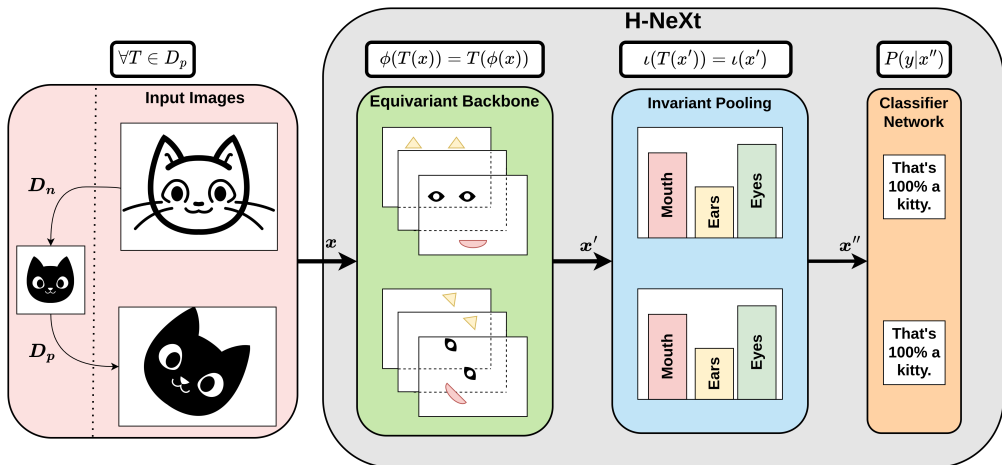 H-NeXt
∀T ∈ D_p
ϕ(T(x)) = T(ϕ(x))
ι(T(x′)) = ι(x′)
P(y|x″)
Input Images
Equivariant Backbone
Invariant Pooling
Classifier
Network
D_n
D_p
x
x′
x″
Mouth
Ears
Eyes
That's
100% a
kitty.
Mouth
Ears
Eyes
That's
100% a
kitty.